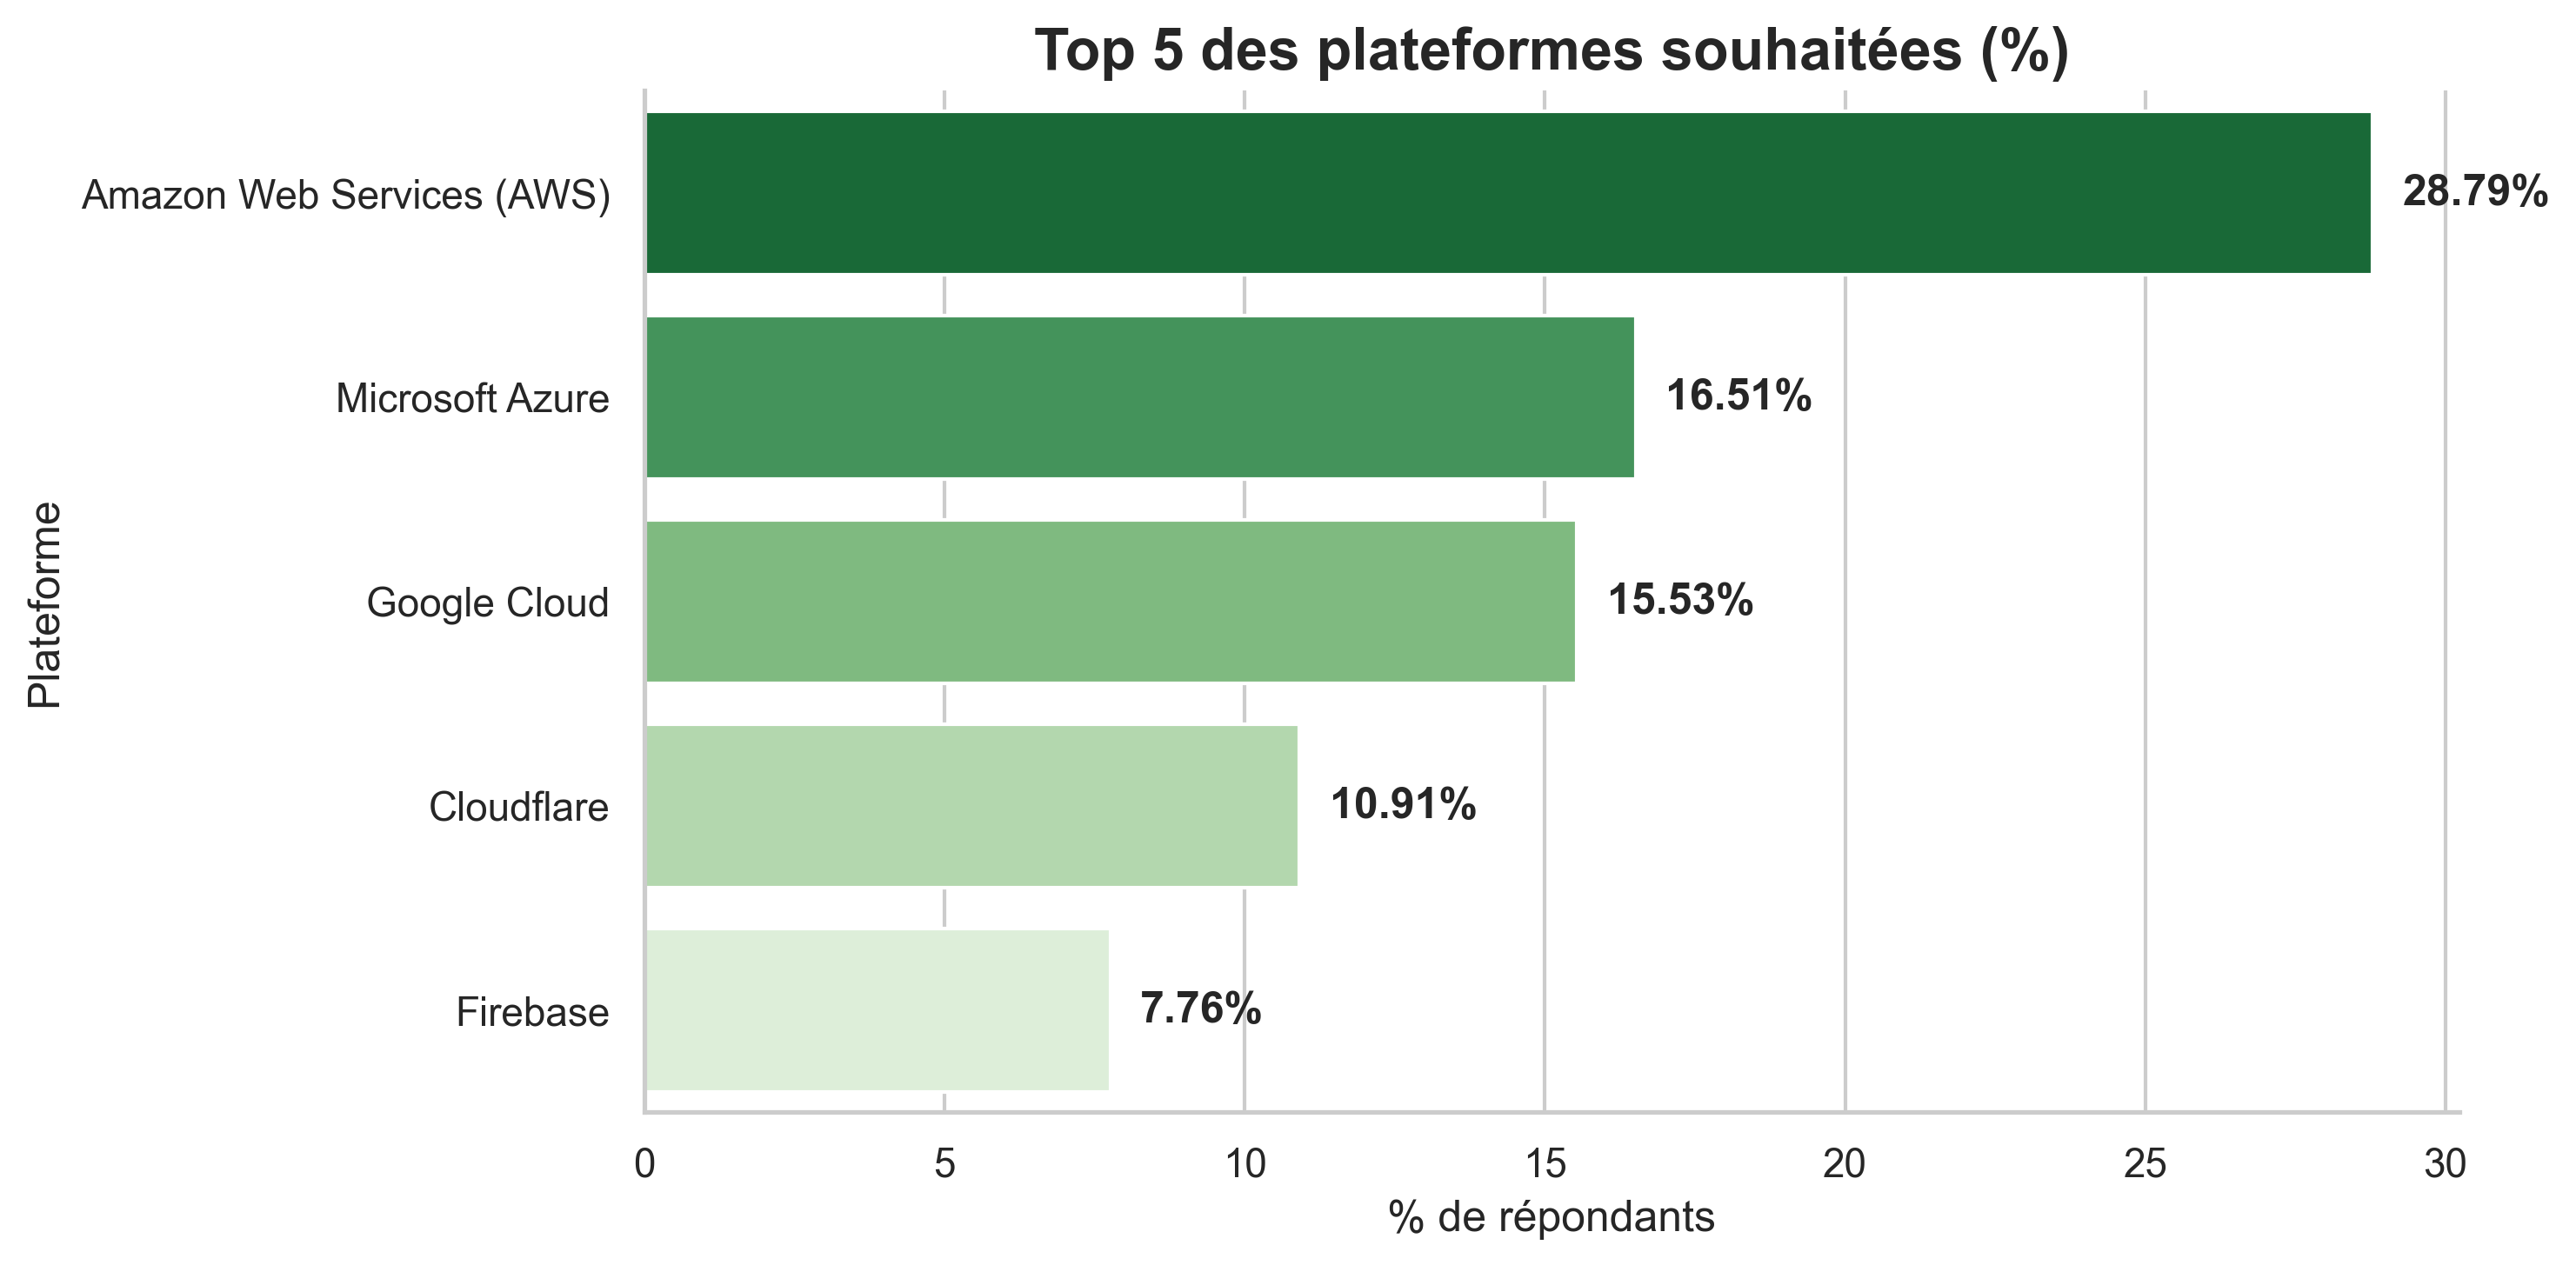 Top 5 des plateformes souhaitées (%)
Plateforme
Amazon Web Services (AWS)
28.79%
Microsoft Azure
16.51%
Google Cloud
15.53%
Cloudflare
10.91%
Firebase
7.76%
0 5 10 15 20 25 30
% de répondants